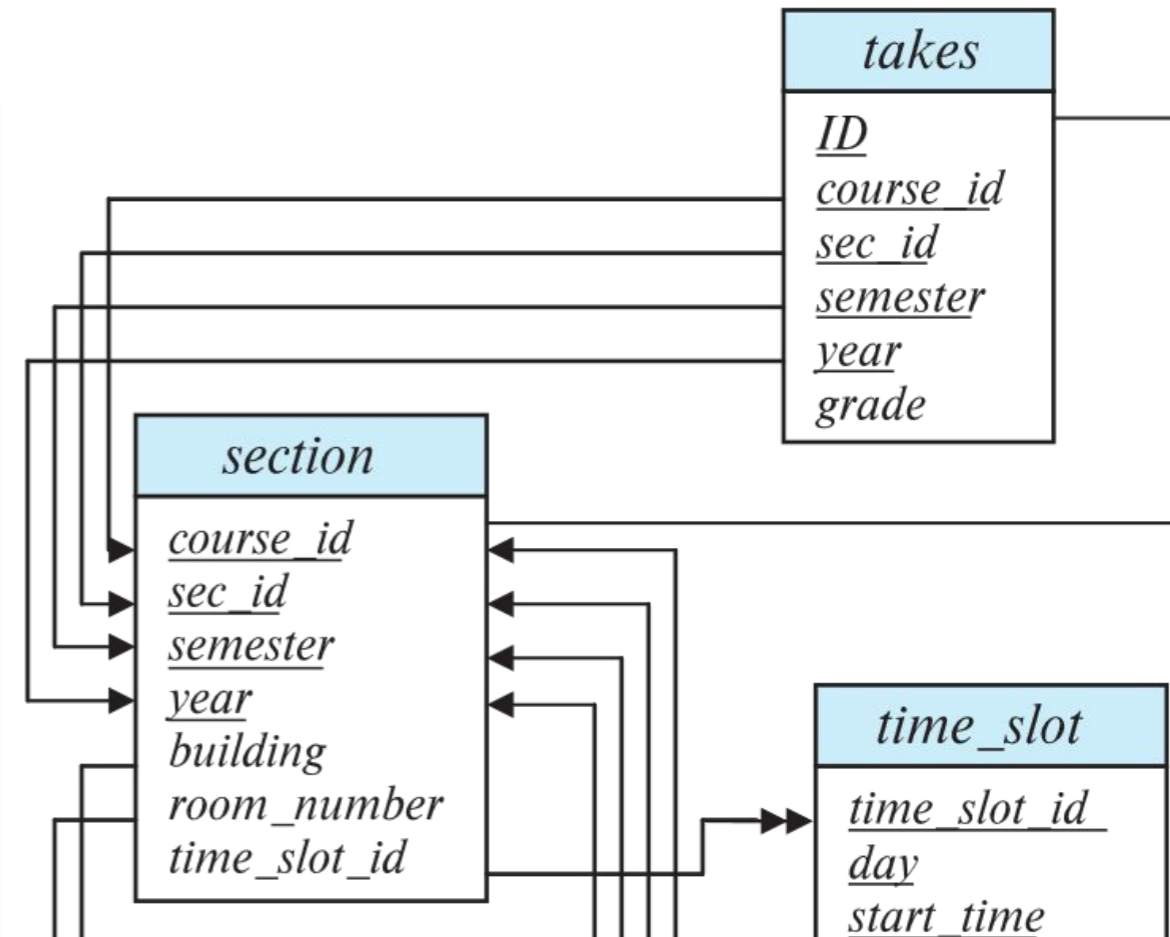 takes
ID
course_id
sec_id
semester
year
grade
section
course_id
sec_id
semester
year
building
room_number
time_slot_id
time_slot
time_slot_id
day
start_time